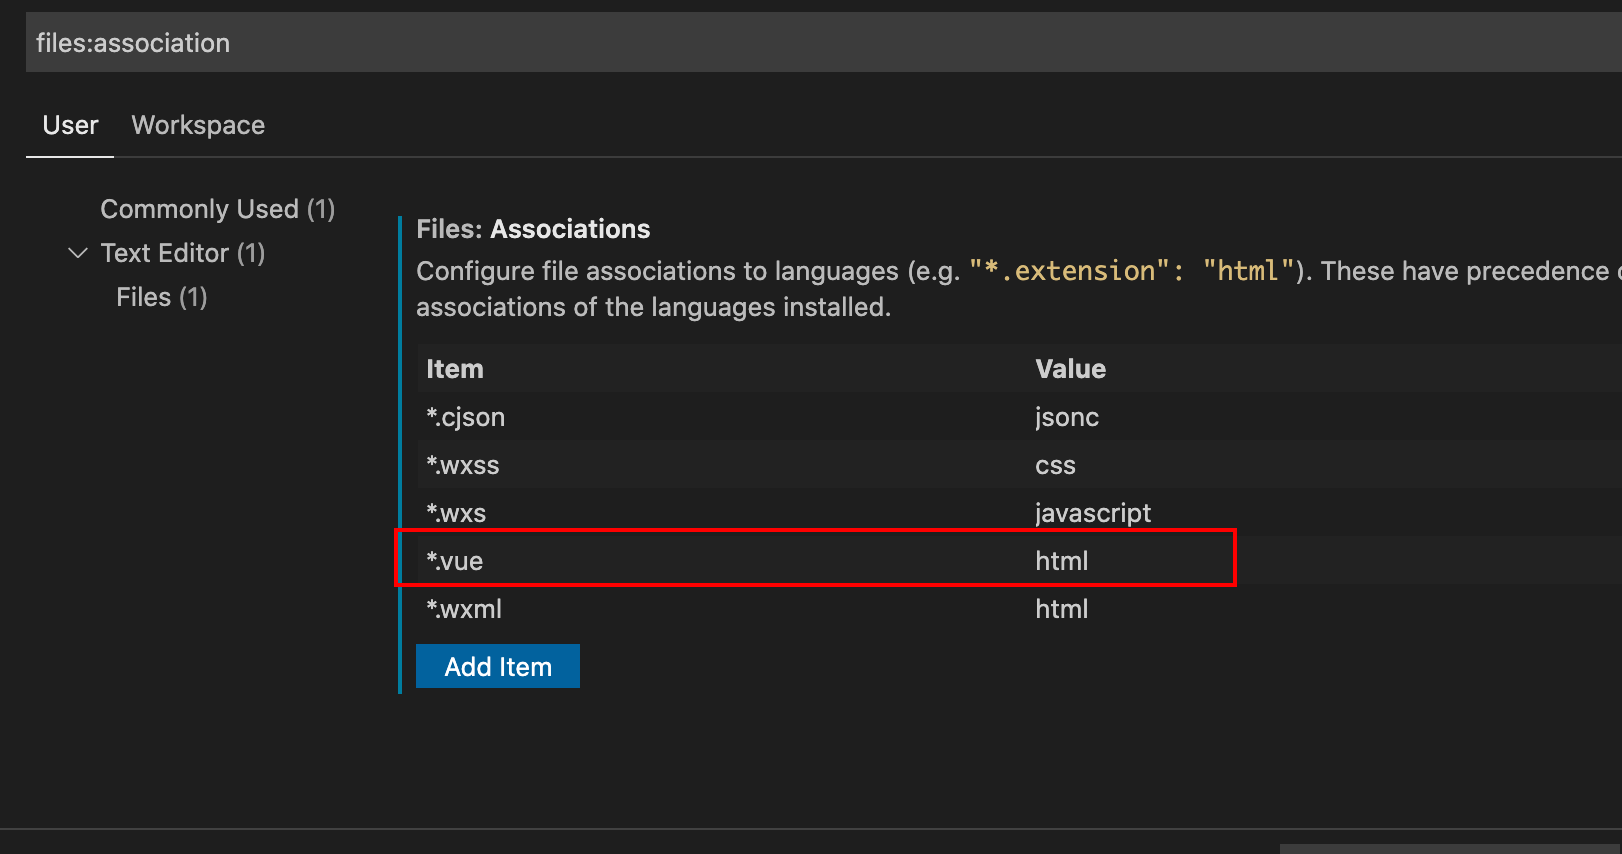 files:association
User Workspace
Commonly Used (1)
Text Editor (1)
Files (1)
Files: Associations
Configure file associations to languages (e.g. "*.extension": "html"). These have precedence
associations of the languages installed.
Item Value
*.cjson jsonc
*.wxss css
*.wxs javascript
*.vue html
*.wxml html
Add Item